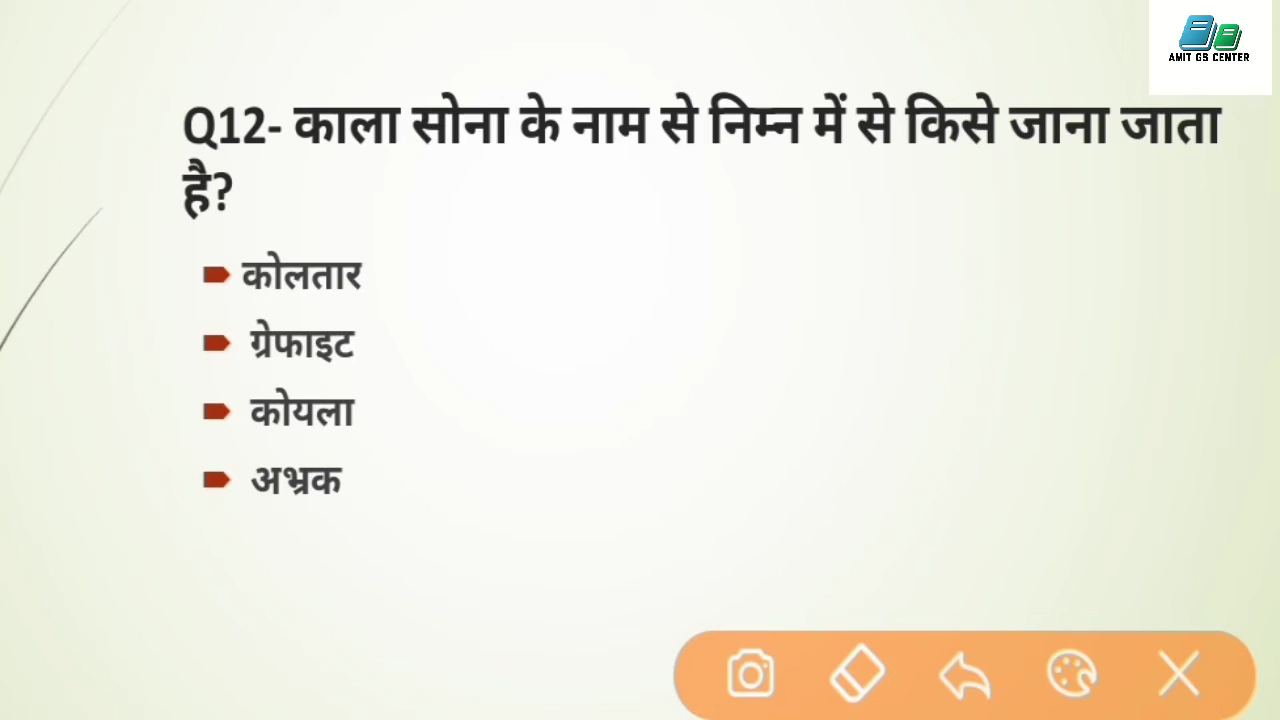 AMIT GS CENTER
Q12- काला सोना के नाम से निम्न में से किसे जाना जाता
है?
कोलतार
ग्रेफाइट
कोयला
अभ्रक